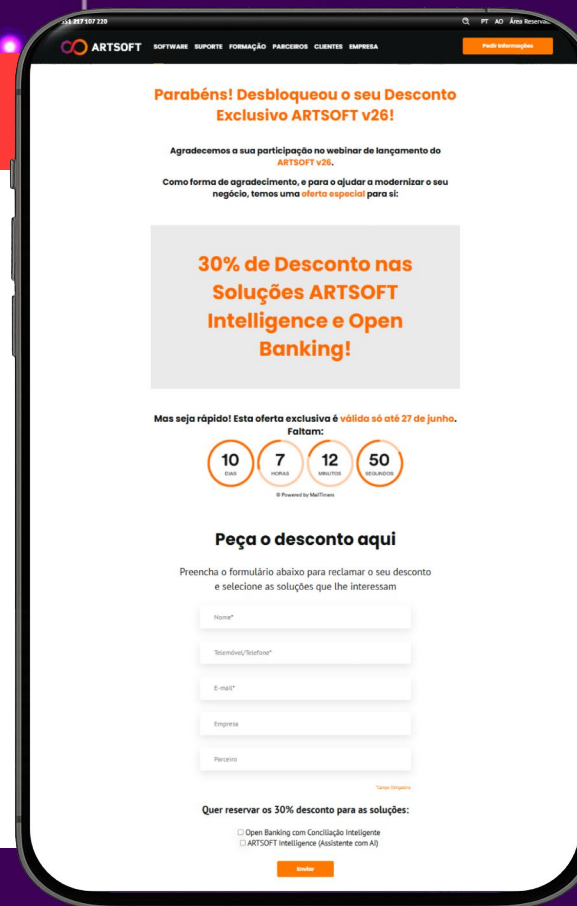 351 217 107 220
PT AO Área Reservada
ARTSOFT SOFTWARE SUPORTE FORMAÇÃO PARCEIROS CLIENTES EMPRESA
Pedir Informações
Parabéns! Desbloqueou o seu Desconto
Exclusivo ARTSOFT v26!
Agradecemos a sua participação no webinar de lançamento do
ARTSOFT v26.
Como forma de agradecimento, e para o ajudar a modernizar o seu
negócio, temos uma oferta especial para si:
30% de Desconto nas
Soluções ARTSOFT
Intelligence e Open
Banking!
Mas seja rápido! Esta oferta exclusiva é válida só até 27 de junho.
Faltam:
10 7 12 50
DIAS HORAS MINUTOS SEGUNDOS
© Powered by MailTimers
Peça o desconto aqui
Preencha o formulário abaixo para reclamar o seu desconto
e selecione as soluções que lhe interessam
Nome*
Telemóvel/Telefone*
E-mail*
Empresa
Parceiro
*Campo Obrigatório
Quer reservar os 30% desconto para as soluções:
Open Banking com Conciliação Inteligente
ARTSOFT Intelligence (Assistente com AI)
Enviar